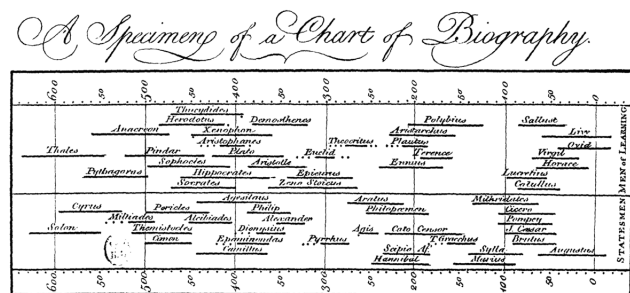 A Specimen of a Chart of Biography.
600 50 500 50 400 50 300 50 200 50 100 50 0
Thucydides
Herodotus Demosthenes Polybius Sallust
Anacreon Xenophon Aristarchus Livy
Aristophanes Theocritus Plautus Ovid
Thales Pindar Plato Euclid Terence Virgil
Sophocles Aristotle Ennius Horace
Pythagoras Hippocrates Epicurus Lucretius
Socrates Zeno Stoicus Catullus
MEN of LEARNING
Agesilaus Aratus Mithridates
Cyrus Pericles Philip Philopœmen Cicero
Miltiades Alcibiades Alexander Pompey
Solon Themistocles Dionysius Agis Cato Censor J. Cæsar
Cimon Epaminondas Pyrrhus T. Gracchus Brutus
Camillus Scipio Af. Sylla Augustus
Hannibal Marius
STATESMEN
600 50 500 50 400 50 300 50 200 50 100 50 0